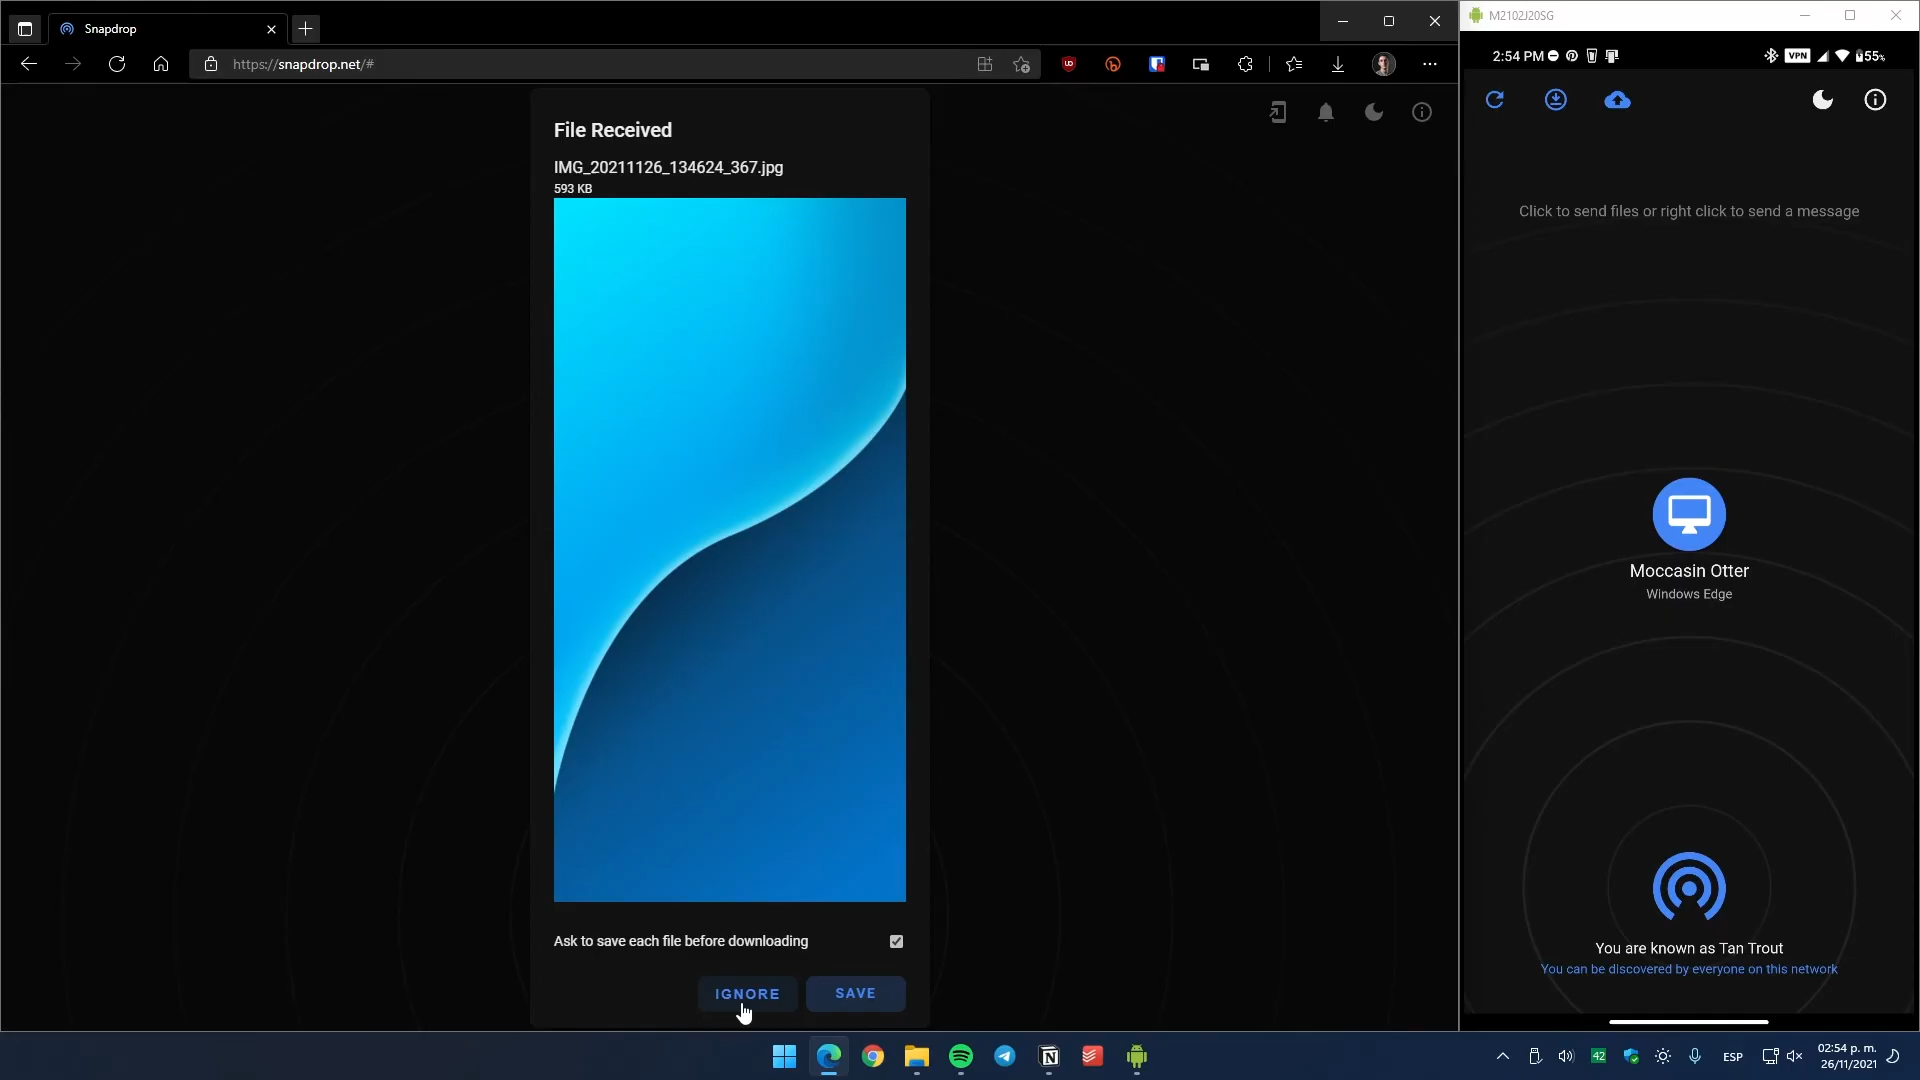 Snapdrop
https://snapdrop.net/#
File Received
IMG_20211126_134624_367.jpg
593 KB
Ask to save each file before downloading
IGNORE
SAVE
M2102J20SG
2:54 PM
VPN
55%
Click to send files or right click to send a message
Moccasin Otter
Windows Edge
You are known as Tan Trout
You can be discovered by everyone on this network
42
ESP
02:54 p. m.
26/11/2021